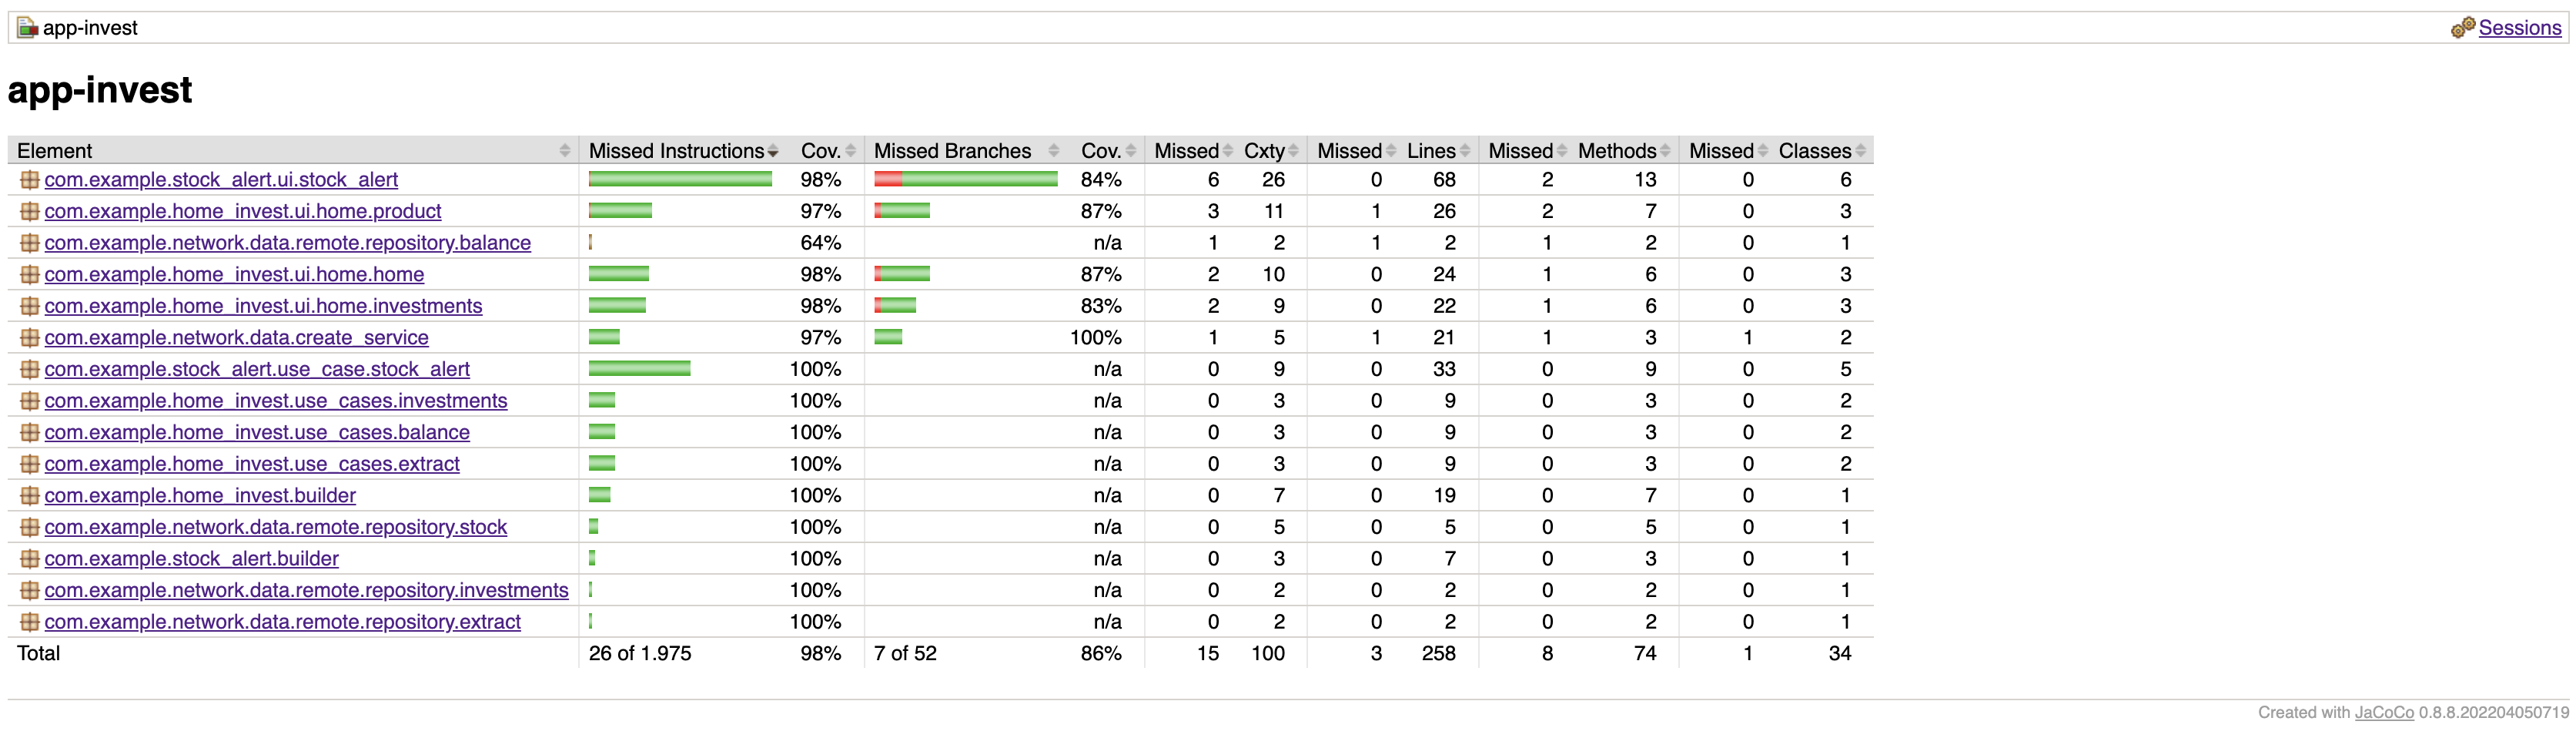 app-invest Sessions
app-invest
Element Missed Instructions Cov. Missed Branches Cov. Missed Cxty Missed Lines Missed Methods Missed Classes
com.example.stock_alert.ui.stock_alert 98% 84% 6 26 0 68 2 13 0 6
com.example.home_invest.ui.home.product 97% 87% 3 11 1 26 2 7 0 3
com.example.network.data.remote.repository.balance 64% n/a 1 2 1 2 1 2 0 1
com.example.home_invest.ui.home.home 98% 87% 2 10 0 24 1 6 0 3
com.example.home_invest.ui.home.investments 98% 83% 2 9 0 22 1 6 0 3
com.example.network.data.create_service 97% 100% 1 5 1 21 1 3 1 2
com.example.stock_alert.use_case.stock_alert 100% n/a 0 9 0 33 0 9 0 5
com.example.home_invest.use_cases.investments 100% n/a 0 3 0 9 0 3 0 2
com.example.home_invest.use_cases.balance 100% n/a 0 3 0 9 0 3 0 2
com.example.home_invest.use_cases.extract 100% n/a 0 3 0 9 0 3 0 2
com.example.home_invest.builder 100% n/a 0 7 0 19 0 7 0 1
com.example.network.data.remote.repository.stock 100% n/a 0 5 0 5 0 5 0 1
com.example.stock_alert.builder 100% n/a 0 3 0 7 0 3 0 1
com.example.network.data.remote.repository.investments 100% n/a 0 2 0 2 0 2 0 1
com.example.network.data.remote.repository.extract 100% n/a 0 2 0 2 0 2 0 1
Total 26 of 1.975 98% 7 of 52 86% 15 100 3 258 8 74 1 34
Created with JaCoCo 0.8.8.202204050719